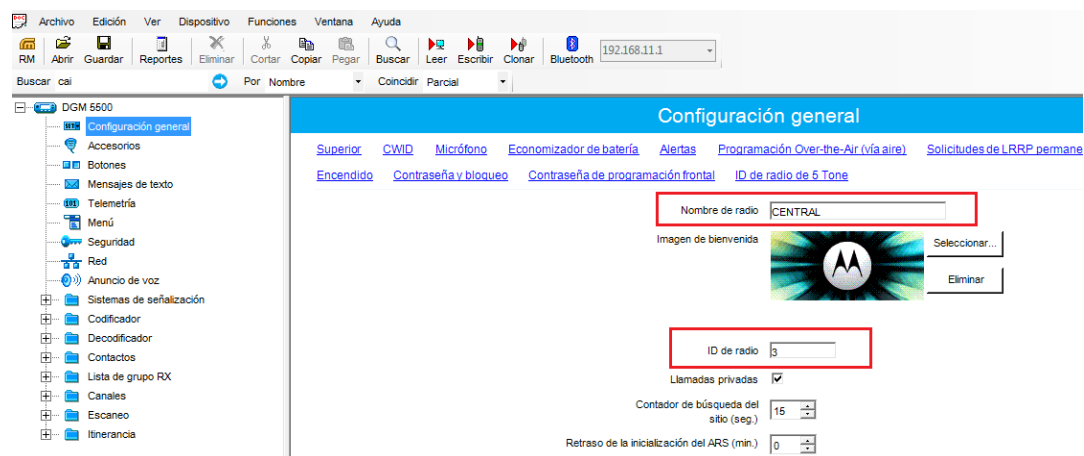 Archivo Edición Ver Dispositivo Funciones Ventana Ayuda
RM Abrir Guardar Reportes Eliminar Cortar Copiar Pegar Buscar Leer Escribir Clonar Bluetooth 192.168.11.1
Buscar cai Por Nombre Coincidir Parcial
DGM 5500
Configuración general
Accesorios
Botones
Mensajes de texto
Telemetría
Menú
Seguridad
Red
Anuncio de voz
Sistemas de señalización
Codificador
Decodificador
Contactos
Lista de grupo RX
Canales
Escaneo
Itinerancia
Configuración general
Superior CWID Micrófono Economizador de batería Alertas Programación Over-the-Air (vía aire) Solicitudes de LRRP permane
Encendido Contraseña y bloqueo Contraseña de programación frontal ID de radio de 5 Tone
Nombre de radio CENTRAL
Imagen de bienvenida
Seleccionar...
Eliminar
ID de radio 3
Llamadas privadas
Contador de búsqueda del
sitio (seg.) 15
Retraso de la inicialización del ARS (min.) 0